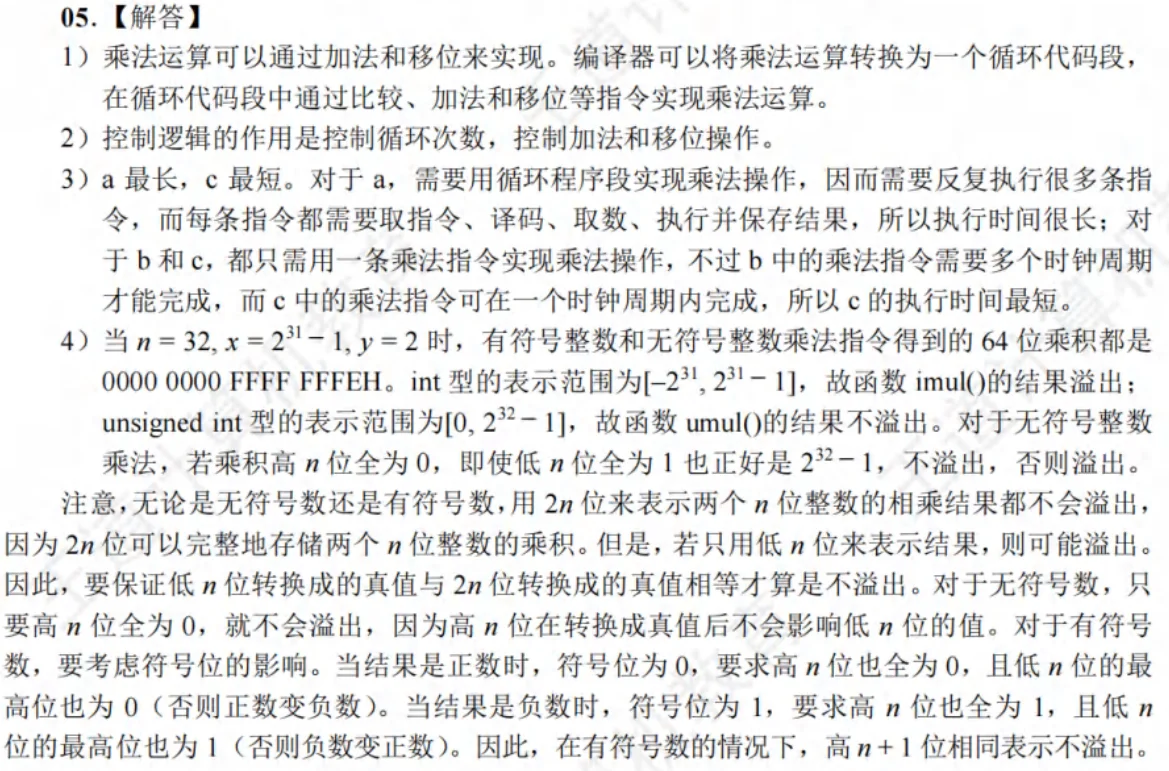 05.【解答】
1）乘法运算可以通过加法和移位来实现。编译器可以将乘法运算转换为一个循环代码段，
在循环代码段中通过比较、加法和移位等指令实现乘法运算。
2）控制逻辑的作用是控制循环次数，控制加法和移位操作。
3）a 最长，c 最短。对于 a，需要用循环程序段实现乘法操作，因而需要反复执行很多条指
令，而每条指令都需要取指令、译码、取数、执行并保存结果，所以执行时间很长；对
于 b 和 c，都只需用一条乘法指令实现乘法操作，不过 b 中的乘法指令需要多个时钟周期
才能完成，而 c 中的乘法指令可在一个时钟周期内完成，所以 c 的执行时间最短。
4）当 n = 32, x = 2³¹ − 1, y = 2 时，有符号整数和无符号整数乘法指令得到的 64 位乘积都是
0000 0000 FFFF FFFEH。int 型的表示范围为[−2³¹, 2³¹ − 1]，故函数 imul()的结果溢出；
unsigned int 型的表示范围为[0, 2³² − 1]，故函数 umul()的结果不溢出。对于无符号整数
乘法，若乘积高 n 位全为 0，即使低 n 位全为 1 也正好是 2³² − 1，不溢出，否则溢出。
注意，无论是无符号数还是有符号数，用 2n 位来表示两个 n 位整数的相乘结果都不会溢出，
因为 2n 位可以完整地存储两个 n 位整数的乘积。但是，若只用低 n 位来表示结果，则可能溢出。
因此，要保证低 n 位转换成的真值与 2n 位转换成的真值相等才算是不溢出。对于无符号数，只
要高 n 位全为 0，就不会溢出，因为高 n 位在转换成真值后不会影响低 n 位的值。对于有符号
数，要考虑符号位的影响。当结果是正数时，符号位为 0，要求高 n 位也全为 0，且低 n 位的最
高位也为 0（否则正数变负数）。当结果是负数时，符号位为 1，要求高 n 位也全为 1，且低 n
位的最高位也为 1（否则负数变正数）。因此，在有符号数的情况下，高 n + 1 位相同表示不溢出。